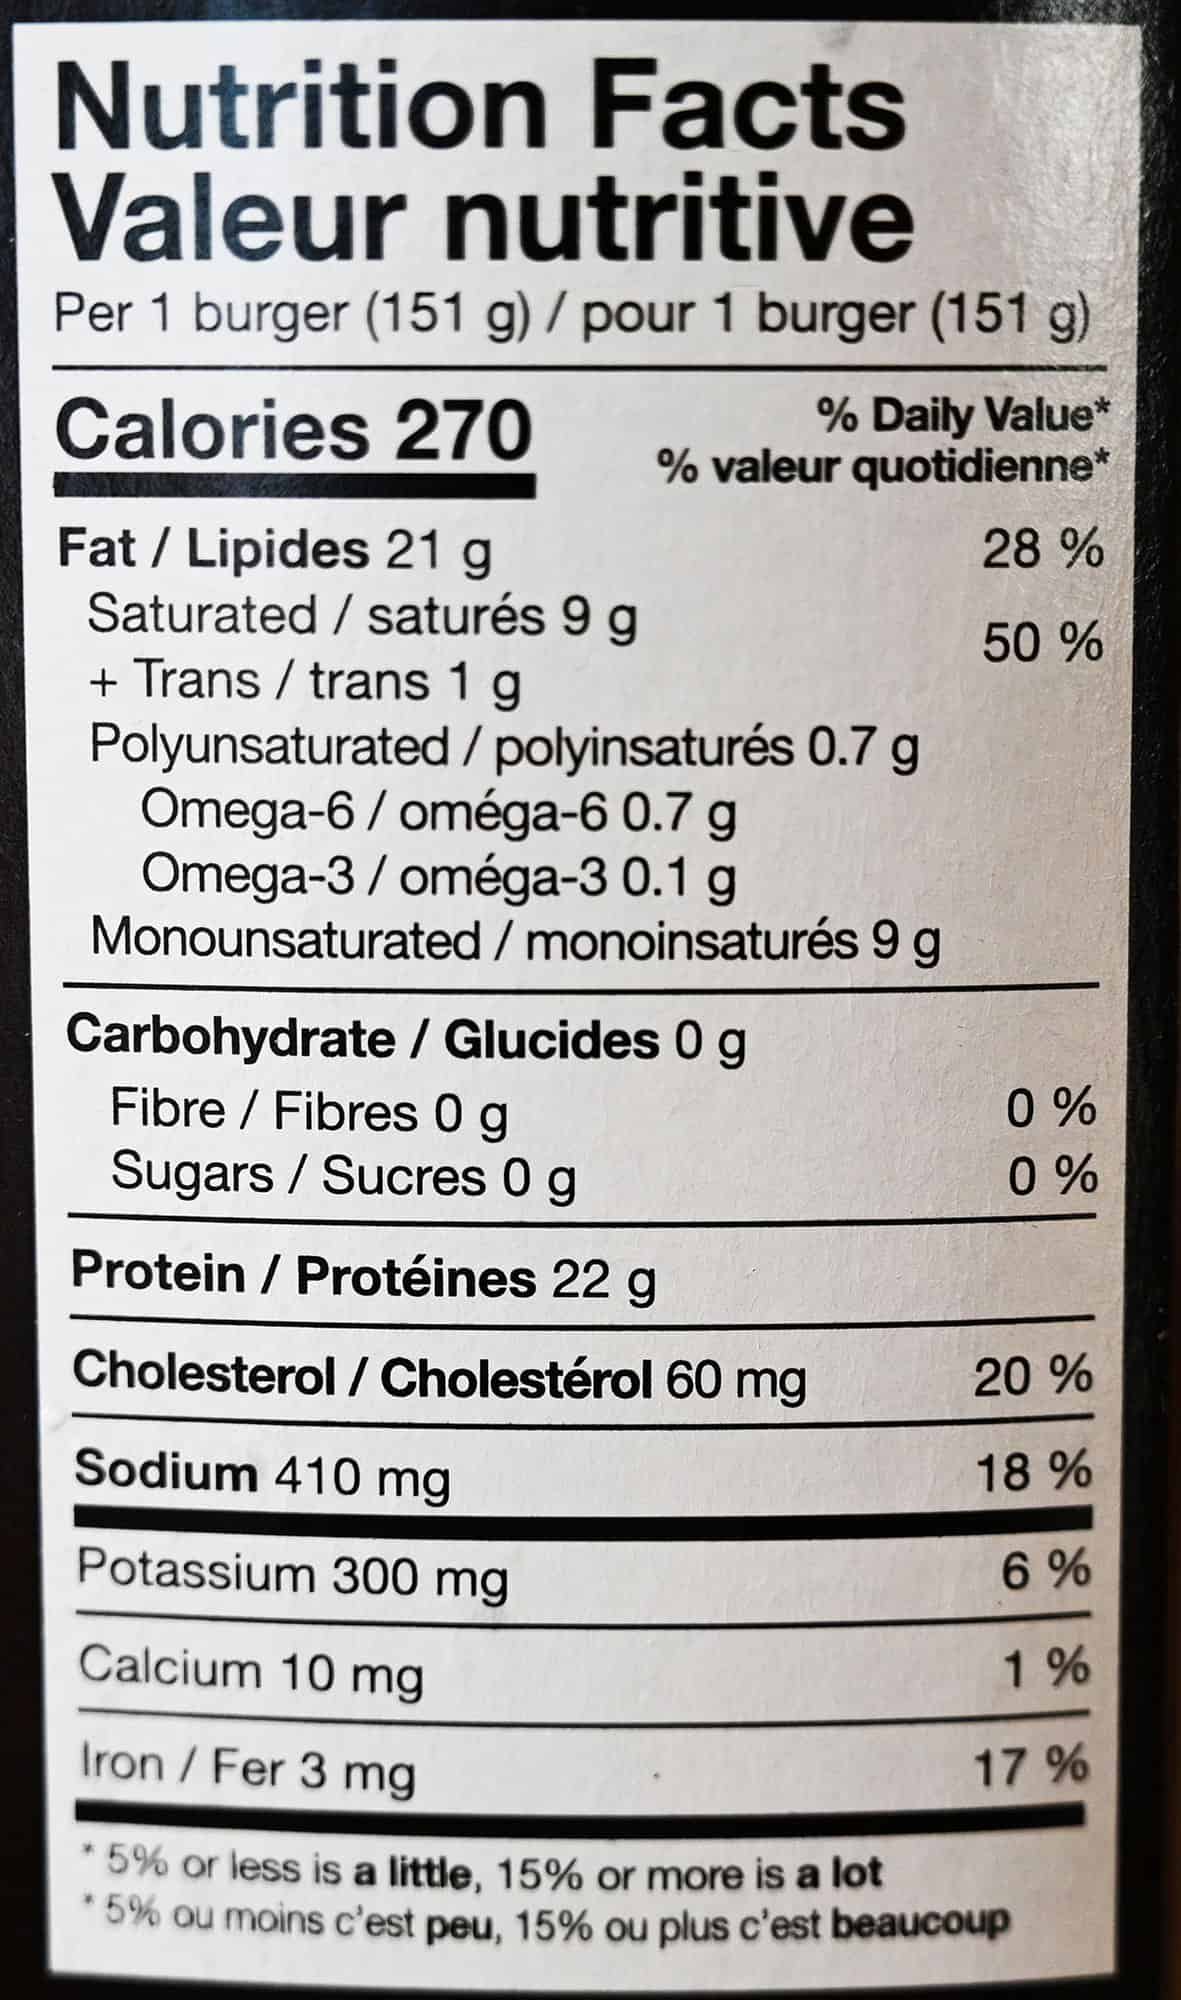 Nutrition Facts
Valeur nutritive
Per 1 burger (151 g) / pour 1 burger (151 g)
Calories 270
% Daily Value*
% valeur quotidienne*
Fat / Lipides 21 g 28 %
Saturated / saturés 9 g
+ Trans / trans 1 g 50 %
Polyunsaturated / polyinsaturés 0.7 g
Omega-6 / oméga-6 0.7 g
Omega-3 / oméga-3 0.1 g
Monounsaturated / monoinsaturés 9 g
Carbohydrate / Glucides 0 g
Fibre / Fibres 0 g 0 %
Sugars / Sucres 0 g 0 %
Protein / Protéines 22 g
Cholesterol / Cholestérol 60 mg 20 %
Sodium 410 mg 18 %
Potassium 300 mg 6 %
Calcium 10 mg 1 %
Iron / Fer 3 mg 17 %
* 5% or less is a little, 15% or more is a lot
* 5% ou moins c'est peu, 15% ou plus c'est beaucoup